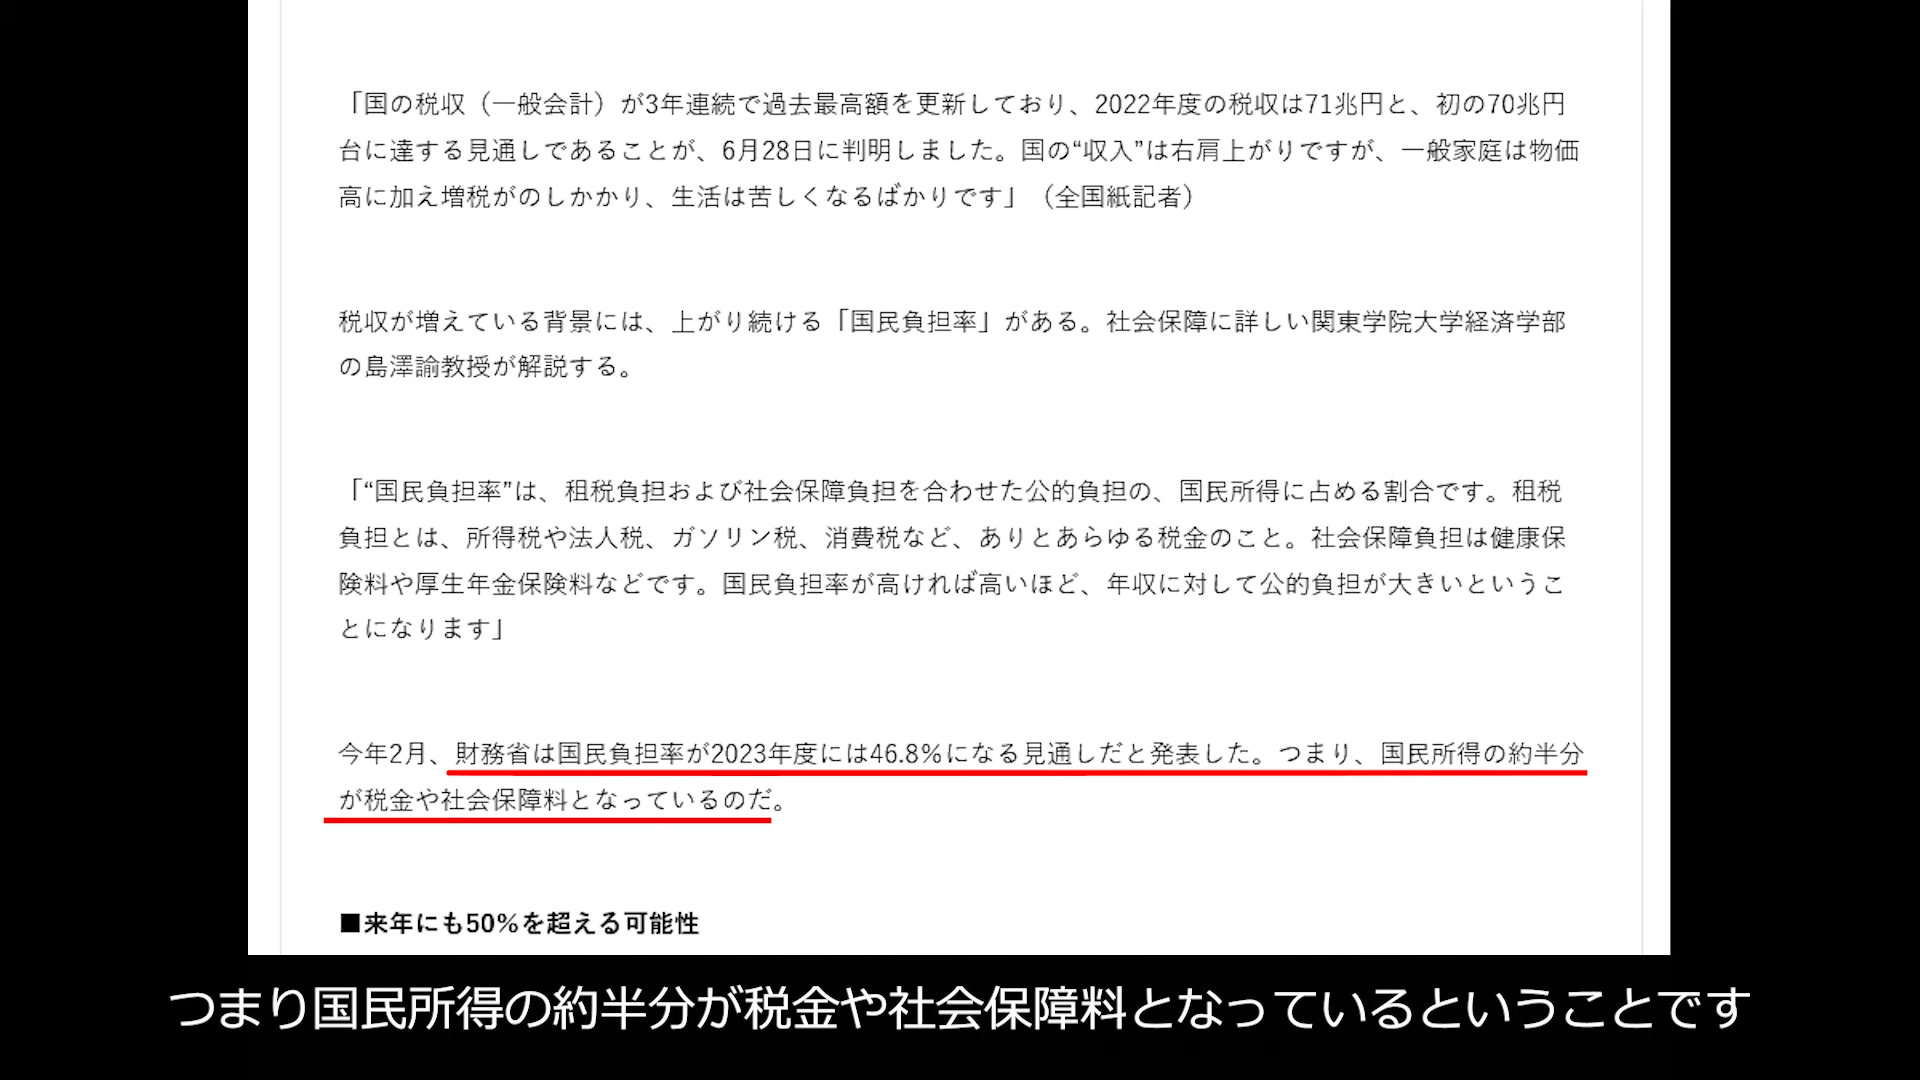 「国の税収（一般会計）が3年連続で過去最高額を更新しており、2022年度の税収は71兆円と、初の70兆円
台に達する見通しであることが、6月28日に判明しました。国の“収入”は右肩上がりですが、一般家庭は物価
高に加え増税がのしかかり、生活は苦しくなるばかりです」（全国紙記者）
税収が増えている背景には、上がり続ける「国民負担率」がある。社会保障に詳しい関東学院大学経済学部
の島澤諭教授が解説する。
「“国民負担率”は、租税負担および社会保障負担を合わせた公的負担の、国民所得に占める割合です。租税
負担とは、所得税や法人税、ガソリン税、消費税など、ありとあらゆる税金のこと。社会保障負担は健康保
険料や厚生年金保険料などです。国民負担率が高ければ高いほど、年収に対して公的負担が大きいというこ
とになります」
今年2月、財務省は国民負担率が2023年度には46.8％になる見通しだと発表した。つまり、国民所得の約半分
が税金や社会保障料となっているのだ。
■来年にも50％を超える可能性
つまり国民所得の約半分が税金や社会保障料となっているということです